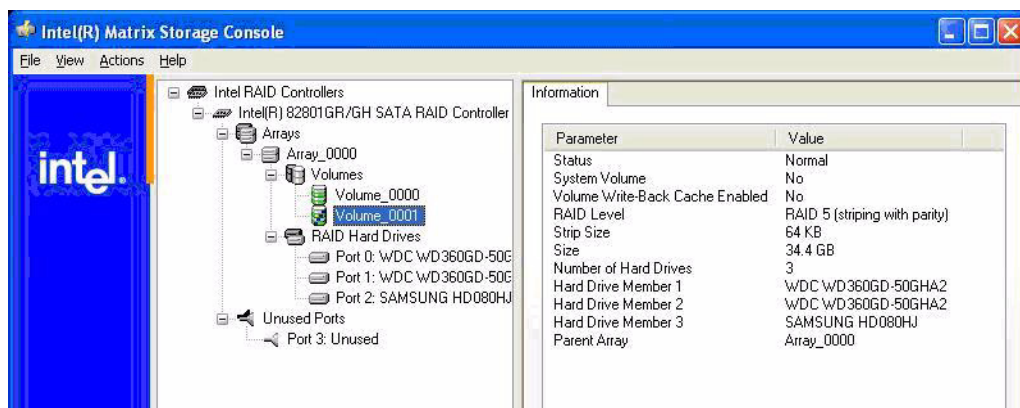 Intel(R) Matrix Storage Console
File View Actions Help
intel.
Intel RAID Controllers
Intel(R) 82801GR/GH SATA RAID Controller
Arrays
Array_0000
Volumes
Volume_0000
Volume_0001
RAID Hard Drives
Port 0: WDC WD360GD-50G
Port 1: WDC WD360GD-50G
Port 2: SAMSUNG HD080HJ
Unused Ports
Port 3: Unused
Information
Parameter Value
Status Normal
System Volume No
Volume Write-Back Cache Enabled No
RAID Level RAID 5 (striping with parity)
Strip Size 64 KB
Size 34.4 GB
Number of Hard Drives 3
Hard Drive Member 1 WDC WD360GD-50GHA2
Hard Drive Member 2 WDC WD360GD-50GHA2
Hard Drive Member 3 SAMSUNG HD080HJ
Parent Array Array_0000